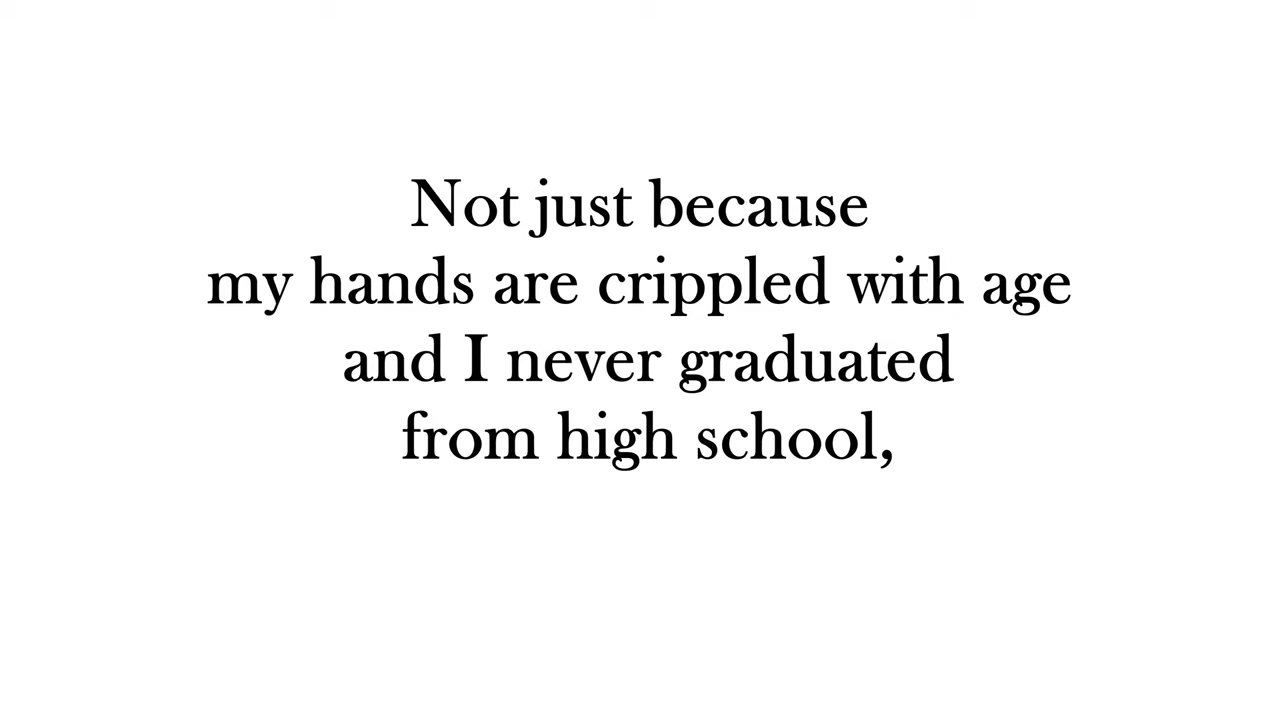 Not just because
my hands are crippled with age
and I never graduated
from high school,